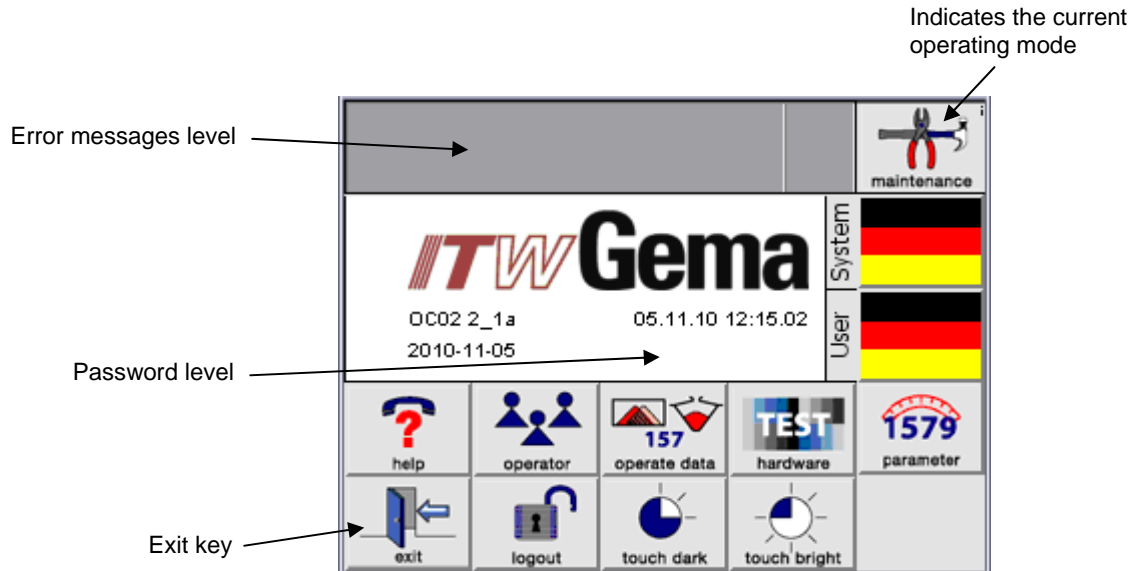 Indicates the current
operating mode
Error messages level
i
maintenance
System
ITW Gema
OC02 2_1a 05.11.10 12:15.02
2010-11-05
User
Password level
?
157
TEST
1579
help operator operate data hardware parameter
Exit key
exit logout touch dark touch bright